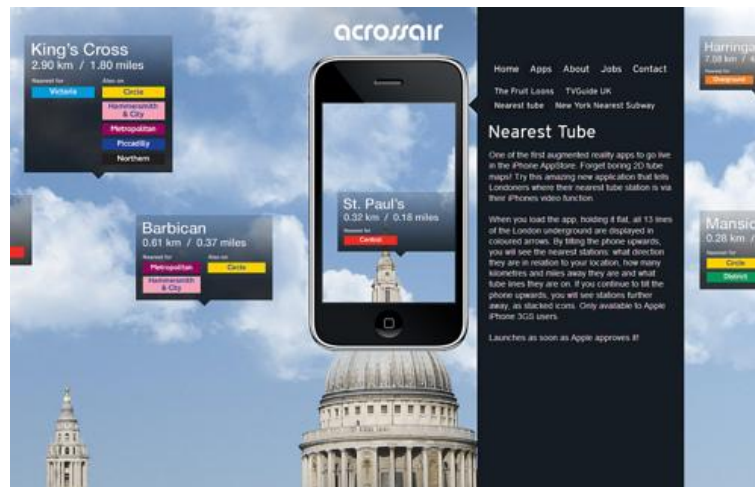 acrossair
King's Cross
2.90 km / 1.80 miles
Nearest for
Also on
Victoria
Circle
Hammersmith
& City
Metropolitan
Piccadilly
Northern
Barbican
0.61 km / 0.37 miles
Nearest for
Also on
Metropolitan
Circle
Hammersmith
& City
St. Paul's
0.32 km / 0.18 miles
Nearest for
Central
Home Apps About Jobs Contact
The Fruit Loons TVGuide UK
Nearest tube New York Nearest Subway
Nearest Tube
One of the first augmented reality apps to go live
in the iPhone AppStore. Forget boring 2D tube
maps! Try this amazing new application that tells
Londoners where their nearest tube station is via
their iPhones video function.
When you load the app, holding it flat, all 13 lines
of the London underground are displayed in
coloured arrows. By tilting the phone upwards,
you will see the nearest stations: what direction
they are in relation to your location, how many
kilometres and miles away they are and what
tube lines they are on. If you continue to tilt the
phone upwards, you will see stations further
away, as stacked icons. Only available to Apple
iPhone 3GS users.
Launches as soon as Apple approves it!
Harringa
7.08 km / 4
Nearest for
Overground
Mansio
0.28 km /
Nearest for
Circle
District